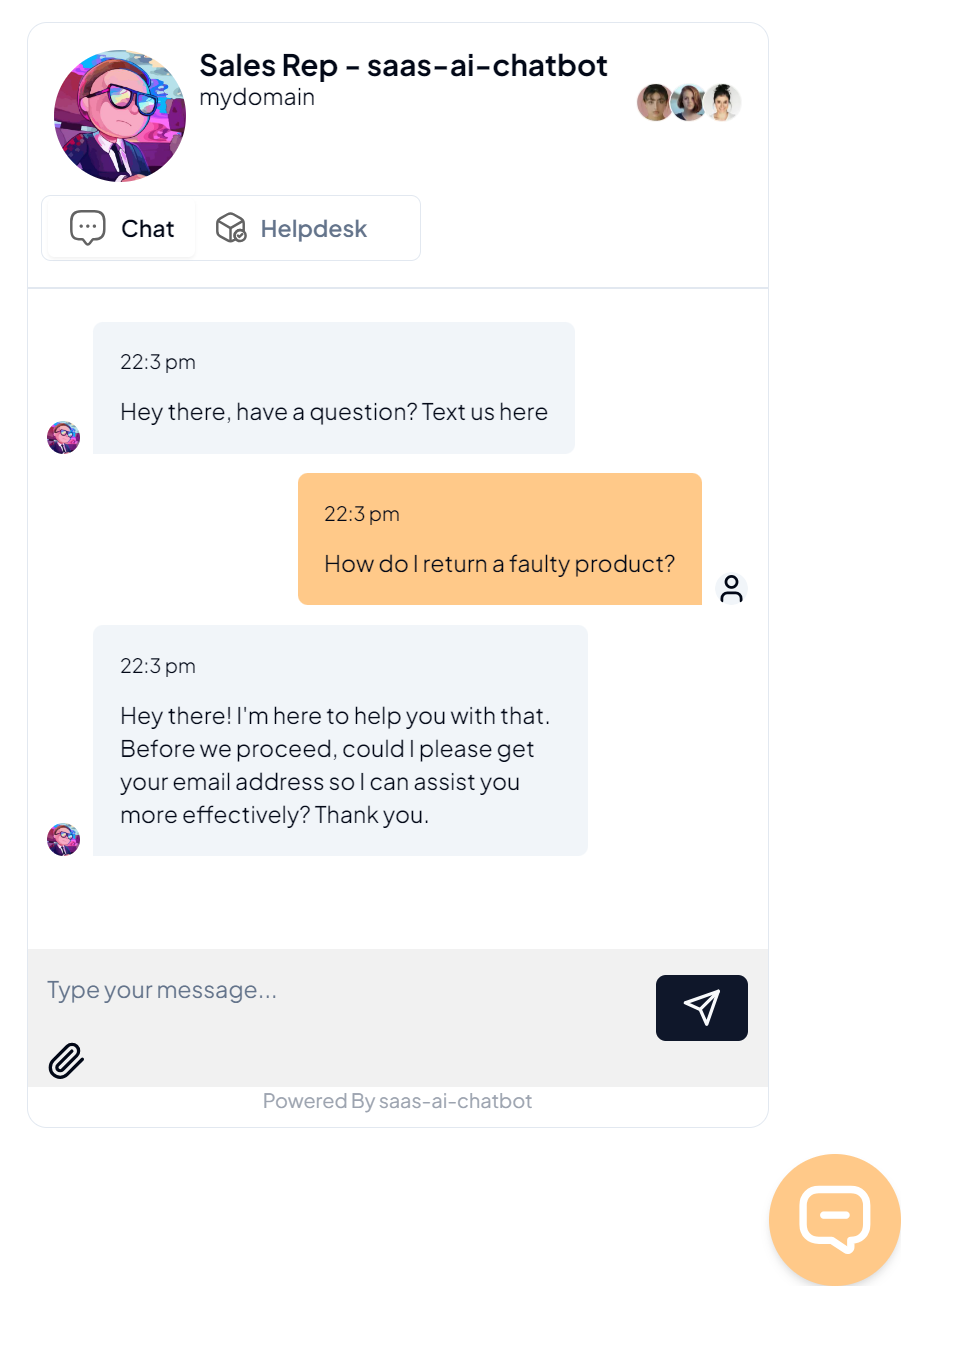 Sales Rep - saas-ai-chatbot
mydomain
Chat
Helpdesk
22:3 pm
Hey there, have a question? Text us here
22:3 pm
How do I return a faulty product?
22:3 pm
Hey there! I'm here to help you with that.
Before we proceed, could I please get
your email address so I can assist you
more effectively? Thank you.
Type your message...
Powered By saas-ai-chatbot